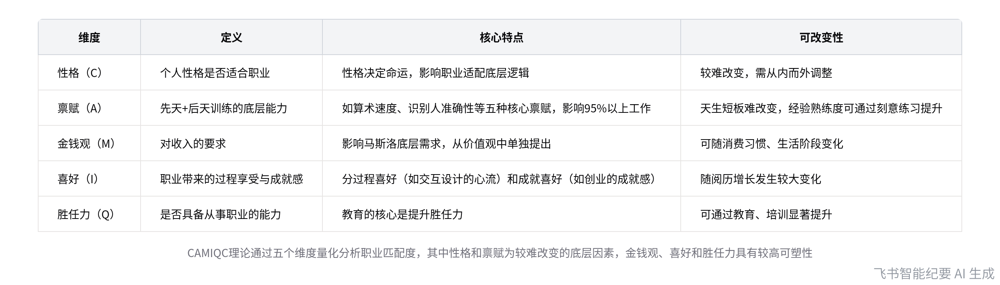 维度 定义 核心特点 可改变性
性格（C） 个人性格是否适合职业 性格决定命运，影响职业适配底层逻辑 较难改变，需从内而外调整
禀赋（A） 先天+后天训练的底层能力 如算术速度、识别人准确性等五种核心禀赋，影响95%以上工作 天生短板难改变，经验熟练度可通过刻意练习提升
金钱观（M） 对收入的要求 影响马斯洛底层需求，从价值观中单独提出 可随消费习惯、生活阶段变化
喜好（I） 职业带来的过程享受与成就感 分过程喜好（如交互设计的心流）和成就喜好（如创业的成就感） 随阅历增长发生较大变化
胜任力（Q） 是否具备从事职业的能力 教育的核心是提升胜任力 可通过教育、培训显著提升
CAMIQC理论通过五个维度量化分析职业匹配度，其中性格和禀赋为较难改变的底层因素，金钱观、喜好和胜任力具有较高可塑性
飞书智能纪要 AI 生成